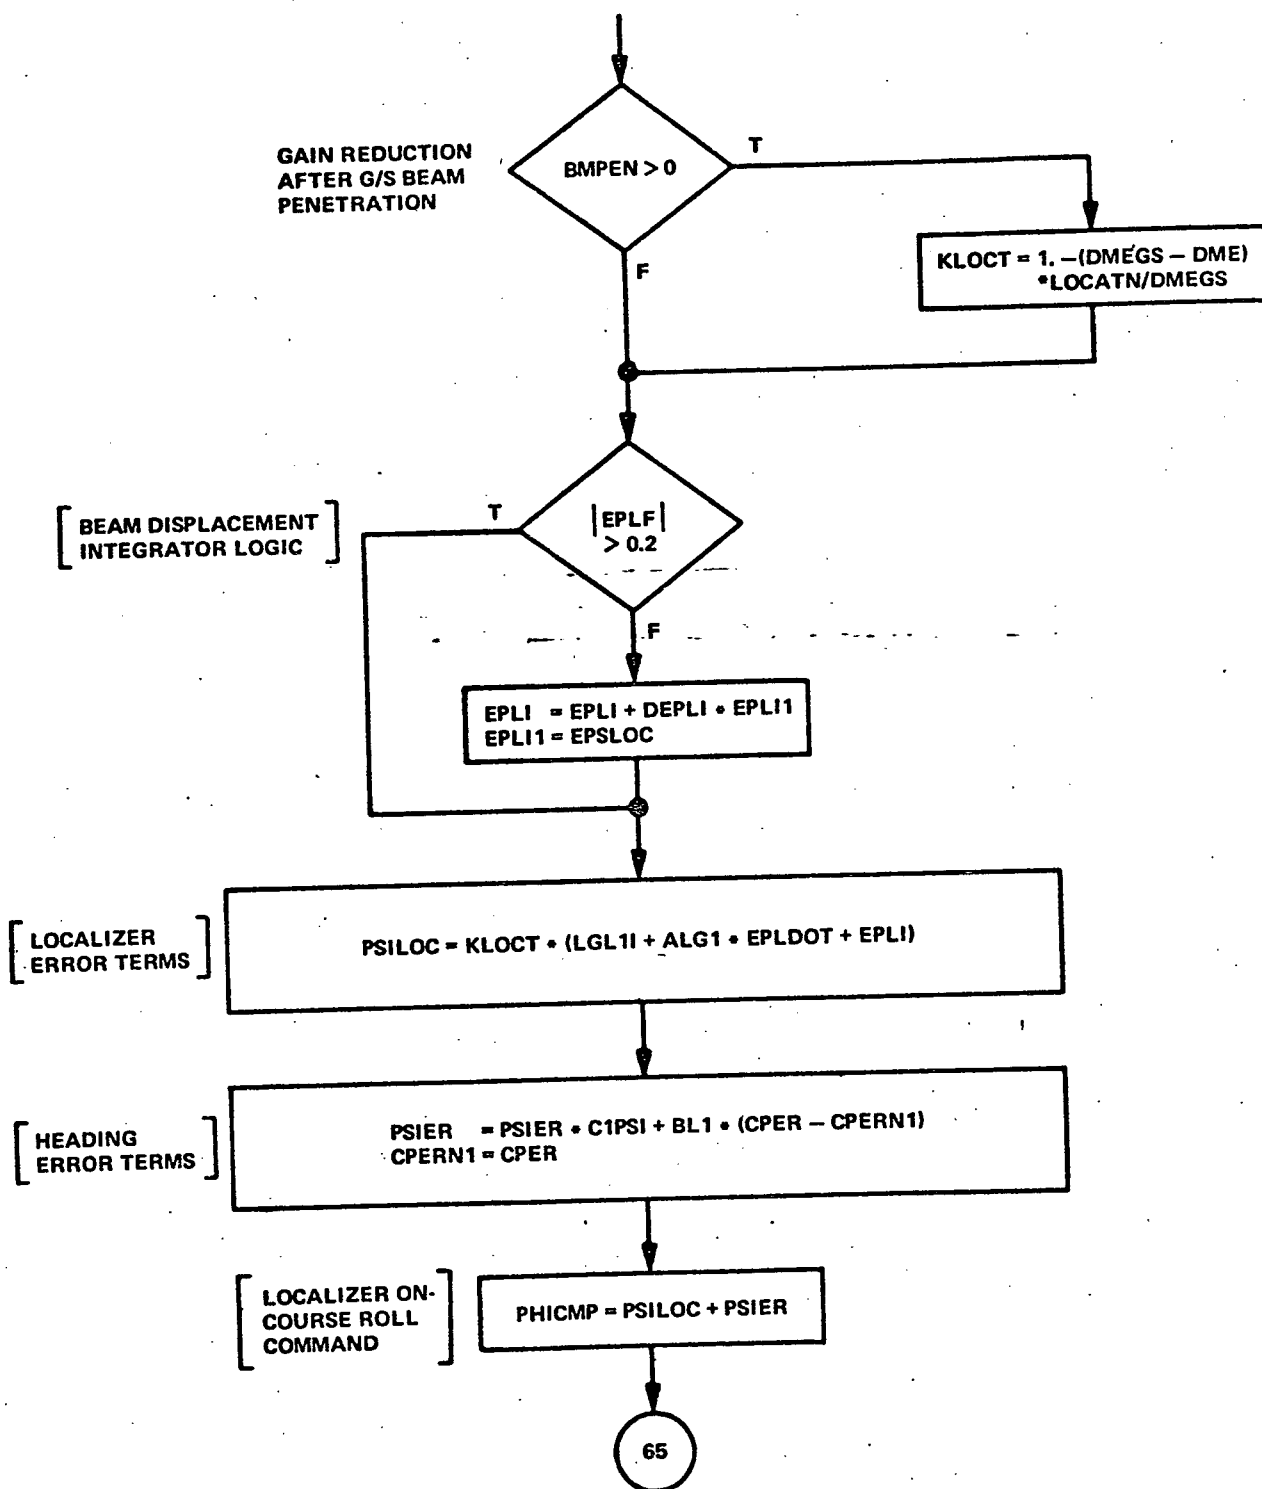 GAIN REDUCTION
AFTER G/S BEAM
PENETRATION
BMPEN > 0
T
F
KLOCT = 1. –(DMEGS – DME)
*LOCATN/DMEGS
BEAM DISPLACEMENT
INTEGRATOR LOGIC
T
|EPLF|
> 0.2
F
EPLI = EPLI + DEPLI * EPLI1
EPLI1 = EPSLOC
LOCALIZER
ERROR TERMS
PSILOC = KLOCT * (LGL1I + ALG1 * EPLDOT + EPLI)
HEADING
ERROR TERMS
PSIER = PSIER * C1PSI + BL1 * (CPER – CPERN1)
CPERN1 = CPER
LOCALIZER ON-
COURSE ROLL
COMMAND
PHICMP = PSILOC + PSIER
65